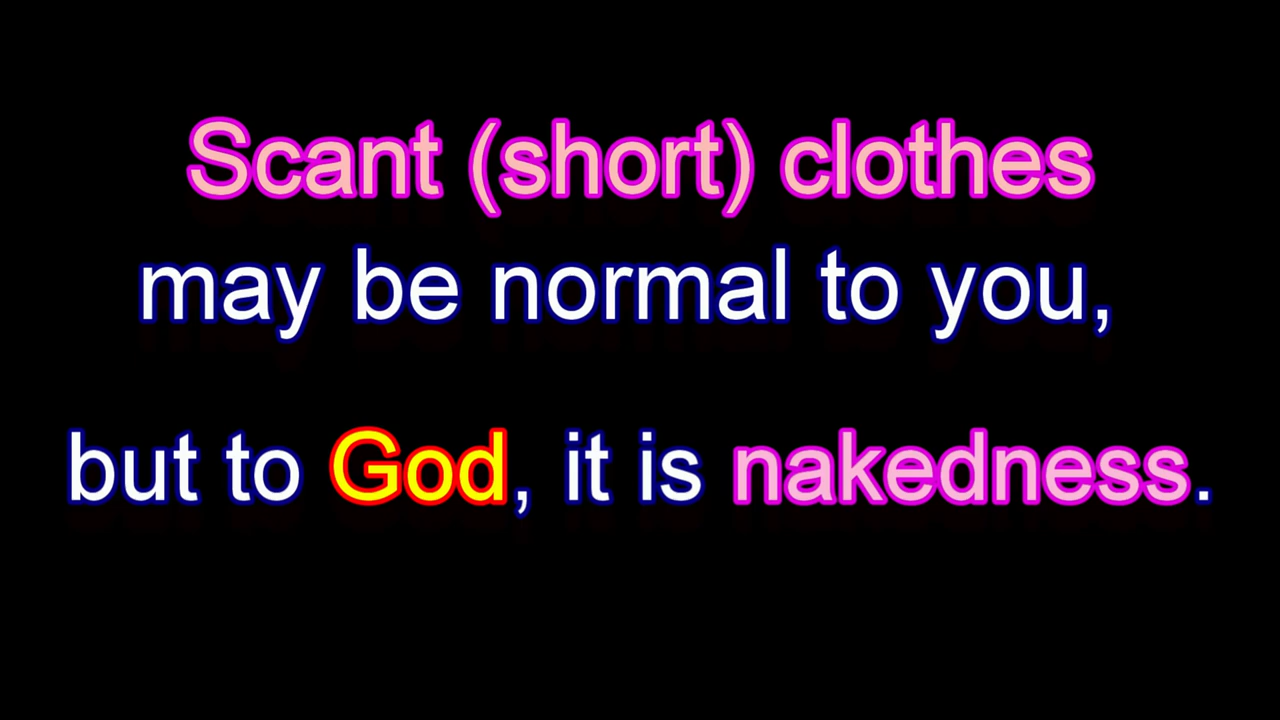 Scant (short) clothes
may be normal to you,
but to God, it is nakedness.